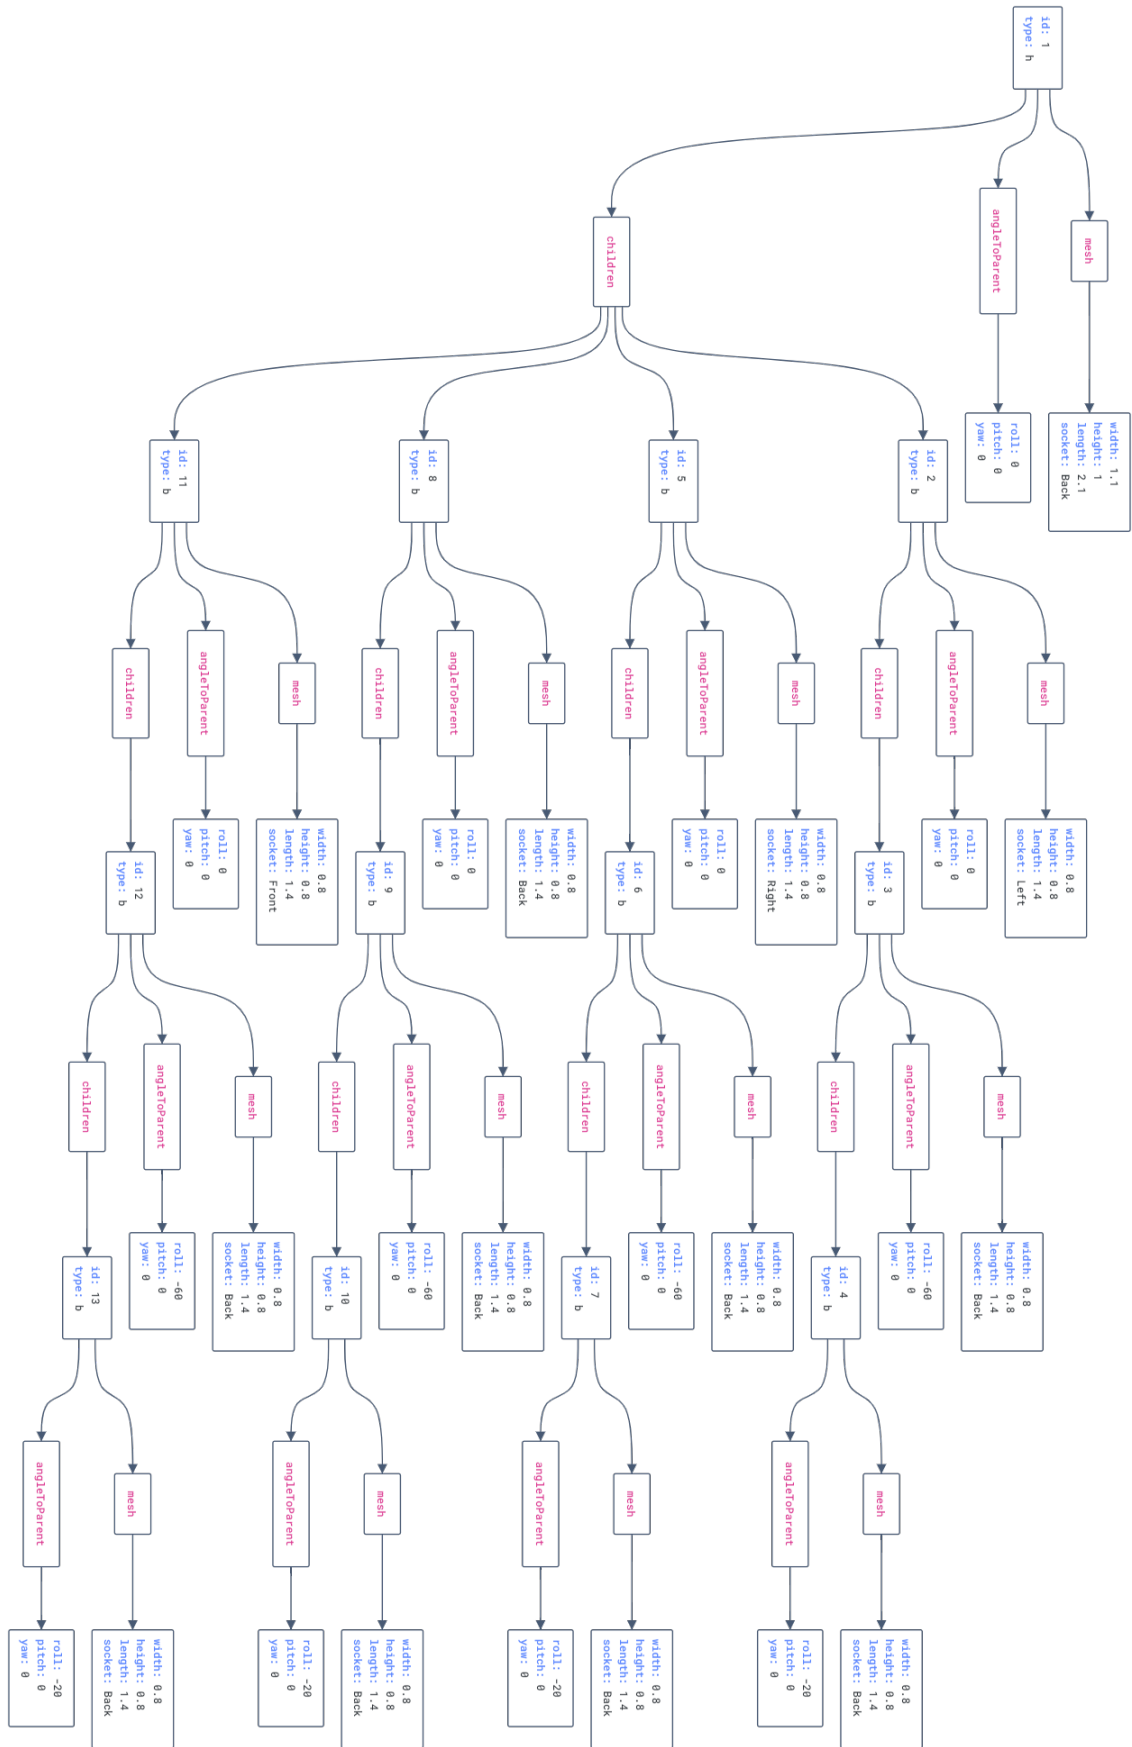 id: 1
type: h
mesh
width: 1.1
height: 1
length: 2.1
socket: Back
angleToParent
roll: 0
pitch: 0
yaw: 0
children
id: 2
type: b
mesh
width: 0.8
height: 0.8
length: 1.4
socket: Left
angleToParent
roll: 0
pitch: 0
yaw: 0
children
id: 3
type: b
mesh
width: 0.8
height: 0.8
length: 1.4
socket: Back
angleToParent
roll: -60
pitch: 0
yaw: 0
children
id: 4
type: b
mesh
width: 0.8
height: 0.8
length: 1.4
socket: Back
angleToParent
roll: -20
pitch: 0
yaw: 0
id: 5
type: b
mesh
width: 0.8
height: 0.8
length: 1.4
socket: Right
angleToParent
roll: 0
pitch: 0
yaw: 0
children
id: 6
type: b
mesh
width: 0.8
height: 0.8
length: 1.4
socket: Back
angleToParent
roll: -60
pitch: 0
yaw: 0
children
id: 7
type: b
mesh
width: 0.8
height: 0.8
length: 1.4
socket: Back
angleToParent
roll: -20
pitch: 0
yaw: 0
id: 8
type: b
mesh
width: 0.8
height: 0.8
length: 1.4
socket: Back
angleToParent
roll: 0
pitch: 0
yaw: 0
children
id: 9
type: b
mesh
width: 0.8
height: 0.8
length: 1.4
socket: Back
angleToParent
roll: -60
pitch: 0
yaw: 0
children
id: 10
type: b
mesh
width: 0.8
height: 0.8
length: 1.4
socket: Back
angleToParent
roll: -20
pitch: 0
yaw: 0
id: 11
type: b
mesh
width: 0.8
height: 0.8
length: 1.4
socket: Front
angleToParent
roll: 0
pitch: 0
yaw: 0
children
id: 12
type: b
mesh
width: 0.8
height: 0.8
length: 1.4
socket: Back
angleToParent
roll: -60
pitch: 0
yaw: 0
children
id: 13
type: b
mesh
width: 0.8
height: 0.8
length: 1.4
socket: Back
angleToParent
roll: -20
pitch: 0
yaw: 0